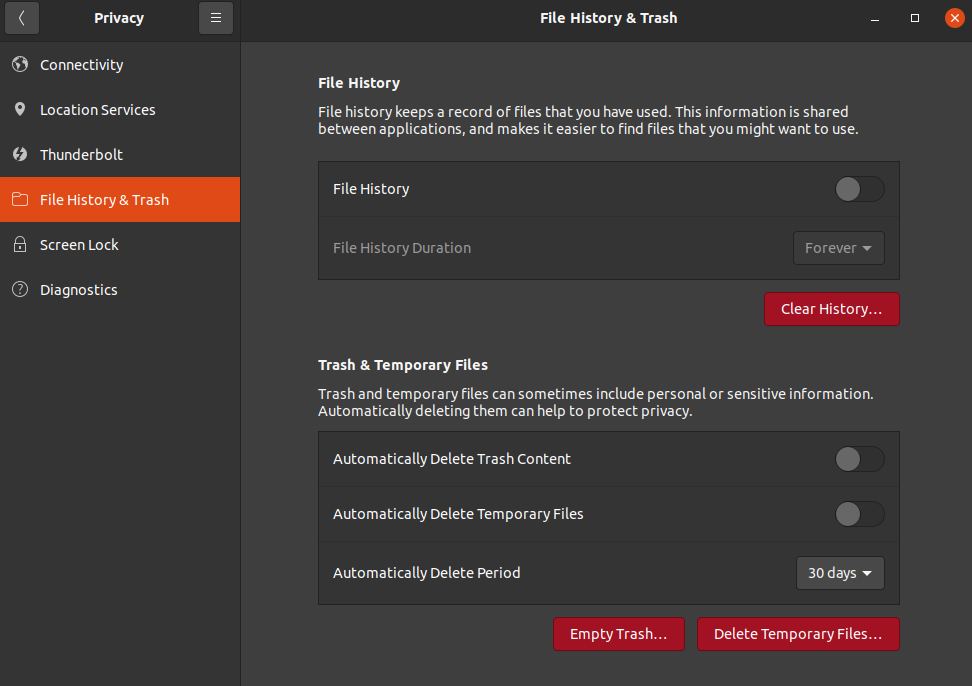 Privacy
File History & Trash
Connectivity
Location Services
Thunderbolt
File History & Trash
Screen Lock
Diagnostics
File History
File history keeps a record of files that you have used. This information is shared
between applications, and makes it easier to find files that you might want to use.
File History
File History Duration
Forever
Clear History...
Trash & Temporary Files
Trash and temporary files can sometimes include personal or sensitive information.
Automatically deleting them can help to protect privacy.
Automatically Delete Trash Content
Automatically Delete Temporary Files
Automatically Delete Period
30 days
Empty Trash...
Delete Temporary Files...